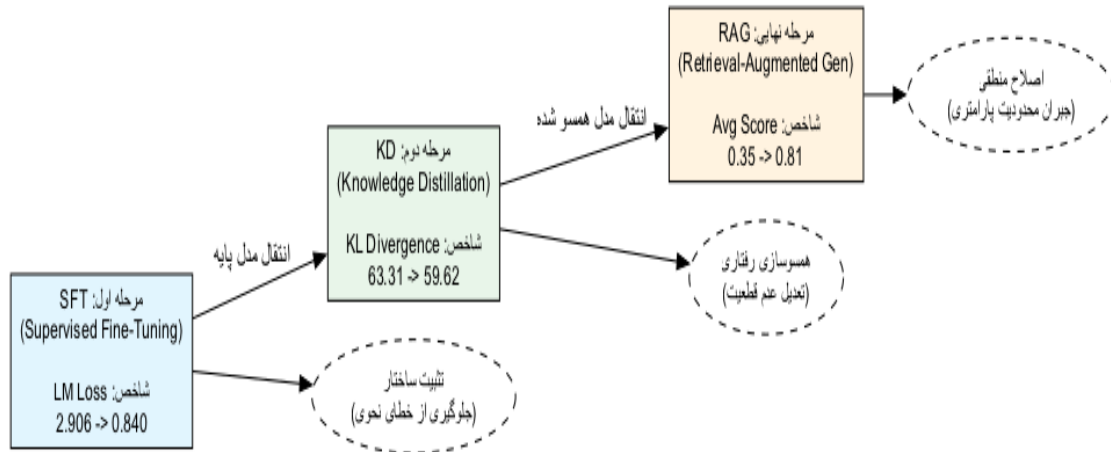 مرحله اول: SFT
(Supervised Fine-Tuning)
شاخص: LM Loss
2.906 -> 0.840
انتقال مدل پایه
تثبیت ساختار
(جلوگیری از خطای نحوی)
مرحله دوم: KD
(Knowledge Distillation)
شاخص: KL Divergence
63.31 -> 59.62
انتقال مدل همسو شده
همسوسازی رفتاری
(تعدیل عدم قطعیت)
مرحله نهایی: RAG
(Retrieval-Augmented Gen)
شاخص: Avg Score
0.35 -> 0.81
اصلاح منطقی
(جبران محدودیت پارامتری)